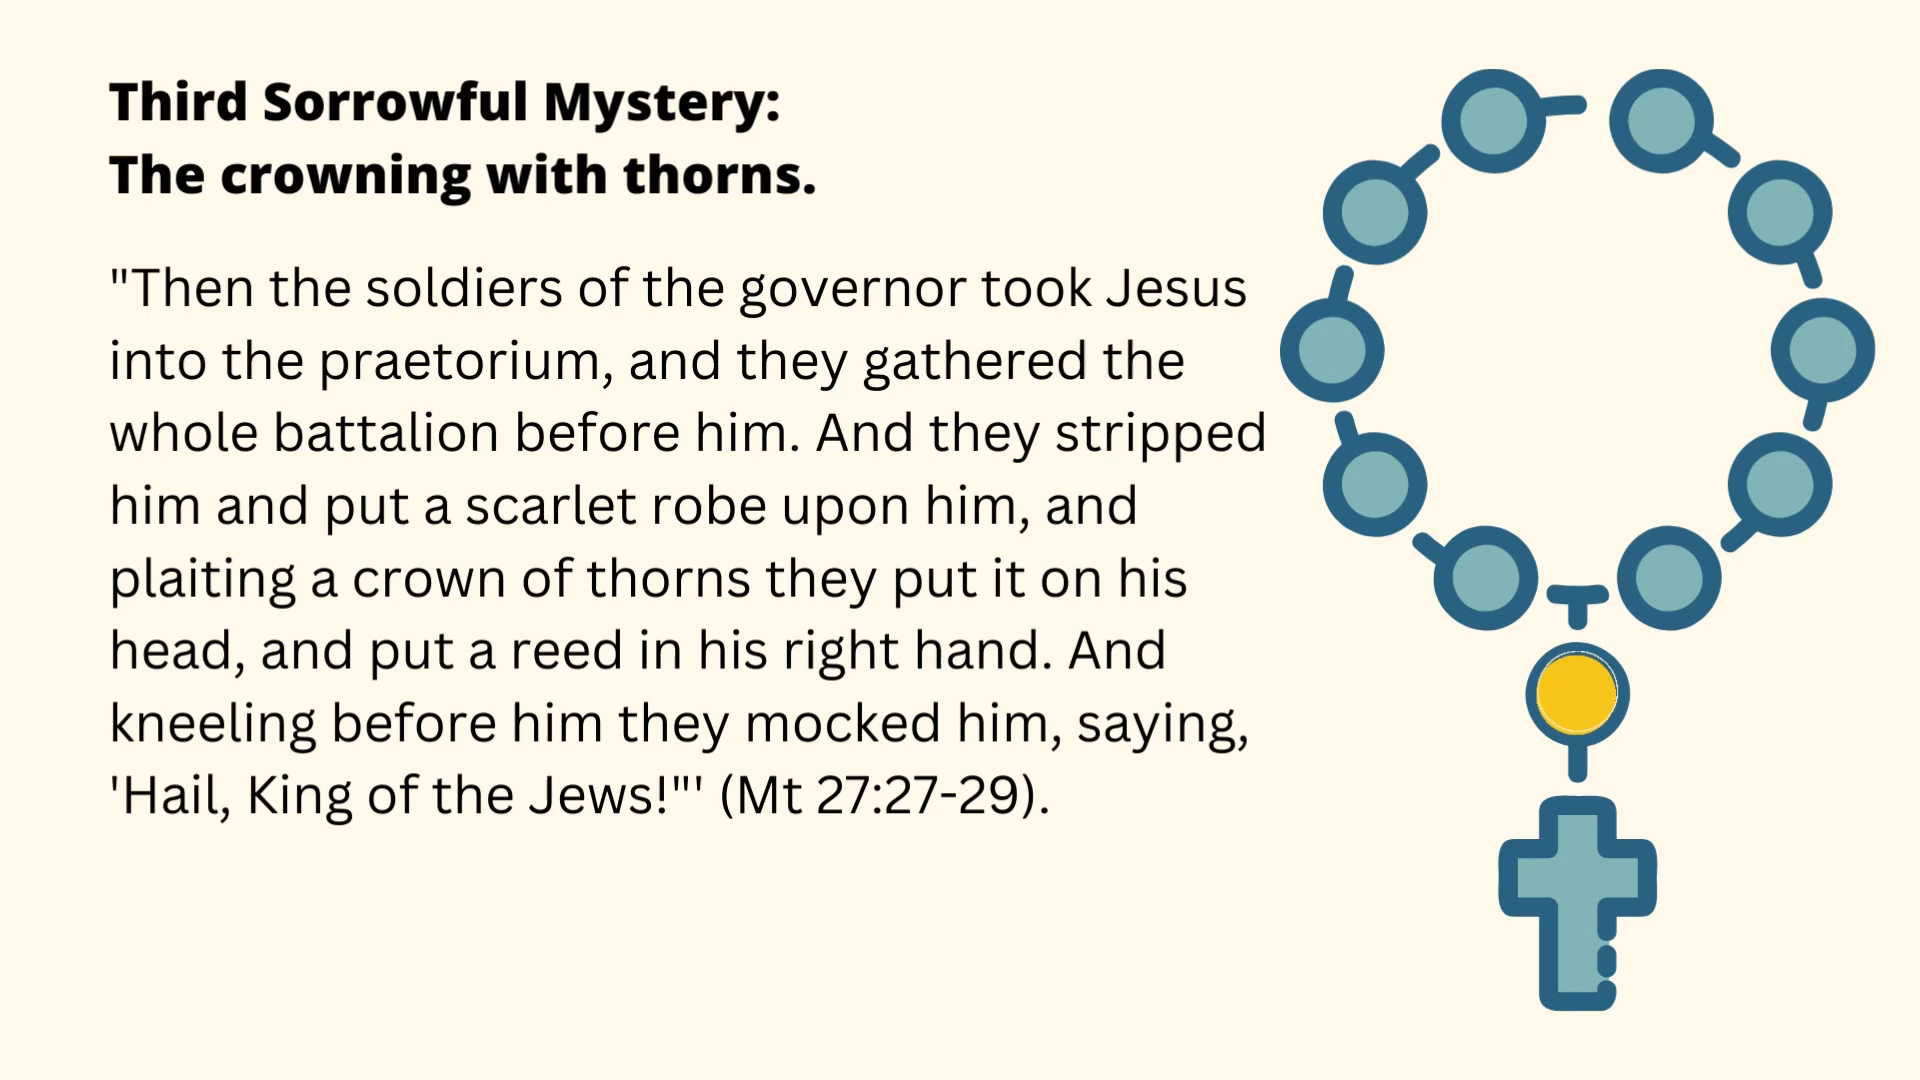 Third Sorrowful Mystery:
The crowning with thorns.
"Then the soldiers of the governor took Jesus
into the praetorium, and they gathered the
whole battalion before him. And they stripped
him and put a scarlet robe upon him, and
plaiting a crown of thorns they put it on his
head, and put a reed in his right hand. And
kneeling before him they mocked him, saying,
'Hail, King of the Jews!"' (Mt 27:27-29).